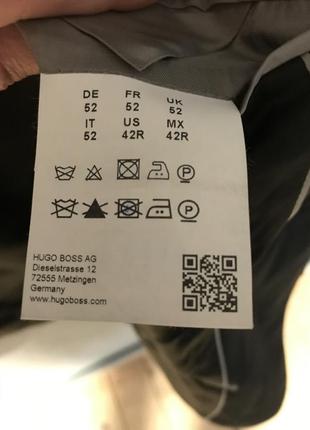 DE FR UK
52 52 52
IT US MX
52 42R 42R
P
P
HUGO BOSS AG
Dieselstrasse 12
72555 Metzingen
Germany
www.hugoboss.com